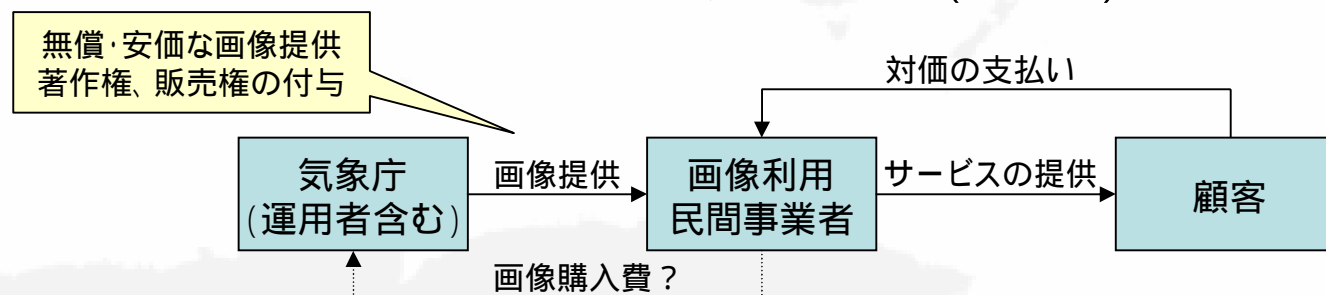 無償・安価な画像提供
著作権、販売権の付与
対価の支払い
気象庁
(運用者含む)
画像提供
画像利用
民間事業者
サービスの提供
顧客
画像購入費？